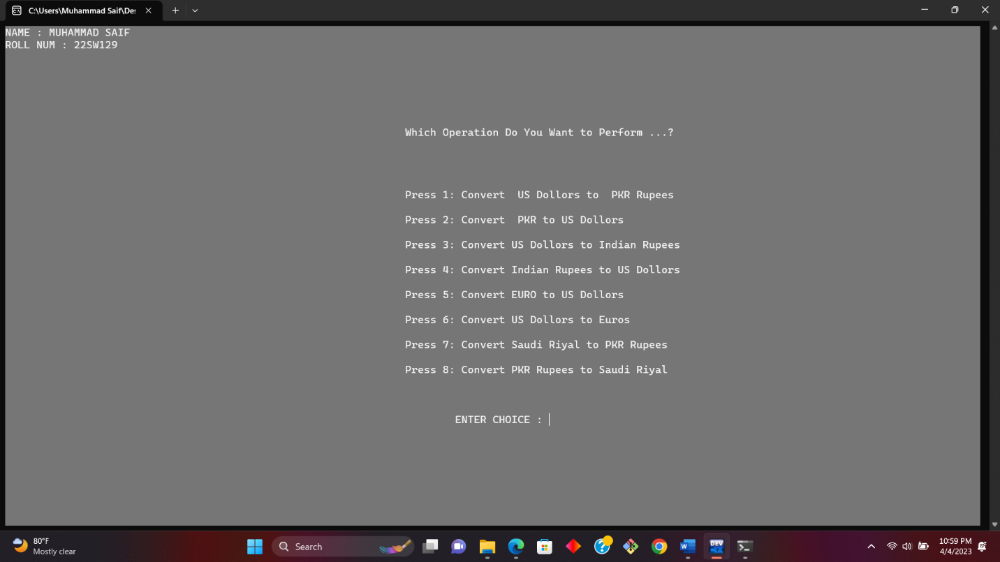 C:\Users\Muhammad Saif\Des
NAME : MUHAMMAD SAIF
ROLL NUM : 22SW129
Which Operation Do You Want to Perform ...?
Press 1: Convert  US Dollors to  PKR Rupees
Press 2: Convert  PKR to US Dollors
Press 3: Convert US Dollors to Indian Rupees
Press 4: Convert Indian Rupees to US Dollors
Press 5: Convert EURO to US Dollors
Press 6: Convert US Dollors to Euros
Press 7: Convert Saudi Riyal to PKR Rupees
Press 8: Convert PKR Rupees to Saudi Riyal
ENTER CHOICE :
80°F
Mostly clear
Search
DEV
10:59 PM
4/4/2023